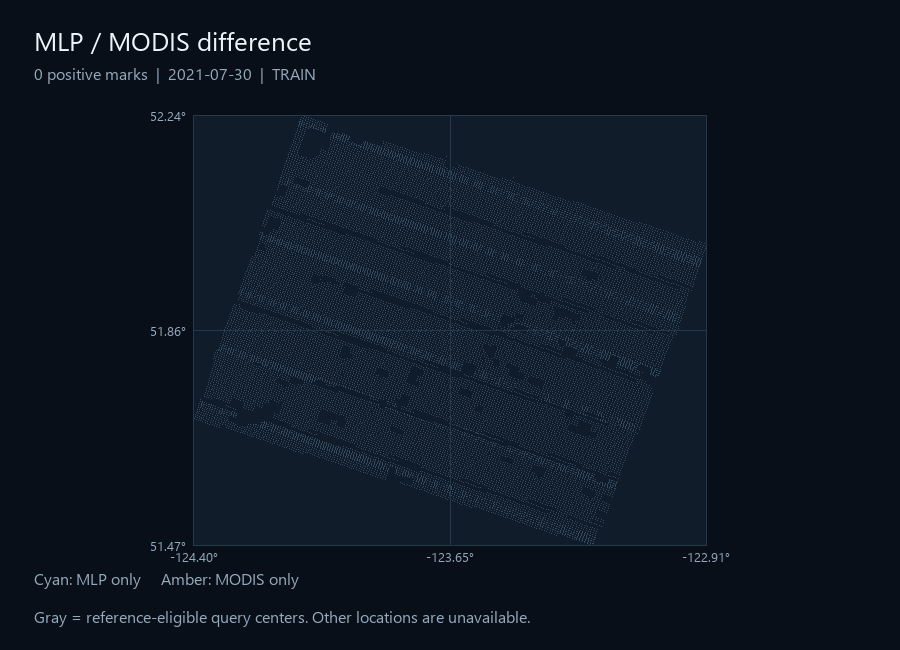 MLP / MODIS difference
0 positive marks | 2021-07-30 | TRAIN
52.24°
51.86°
51.47°
-124.40° -123.65° -122.91°
Cyan: MLP only Amber: MODIS only
Gray = reference-eligible query centers. Other locations are unavailable.